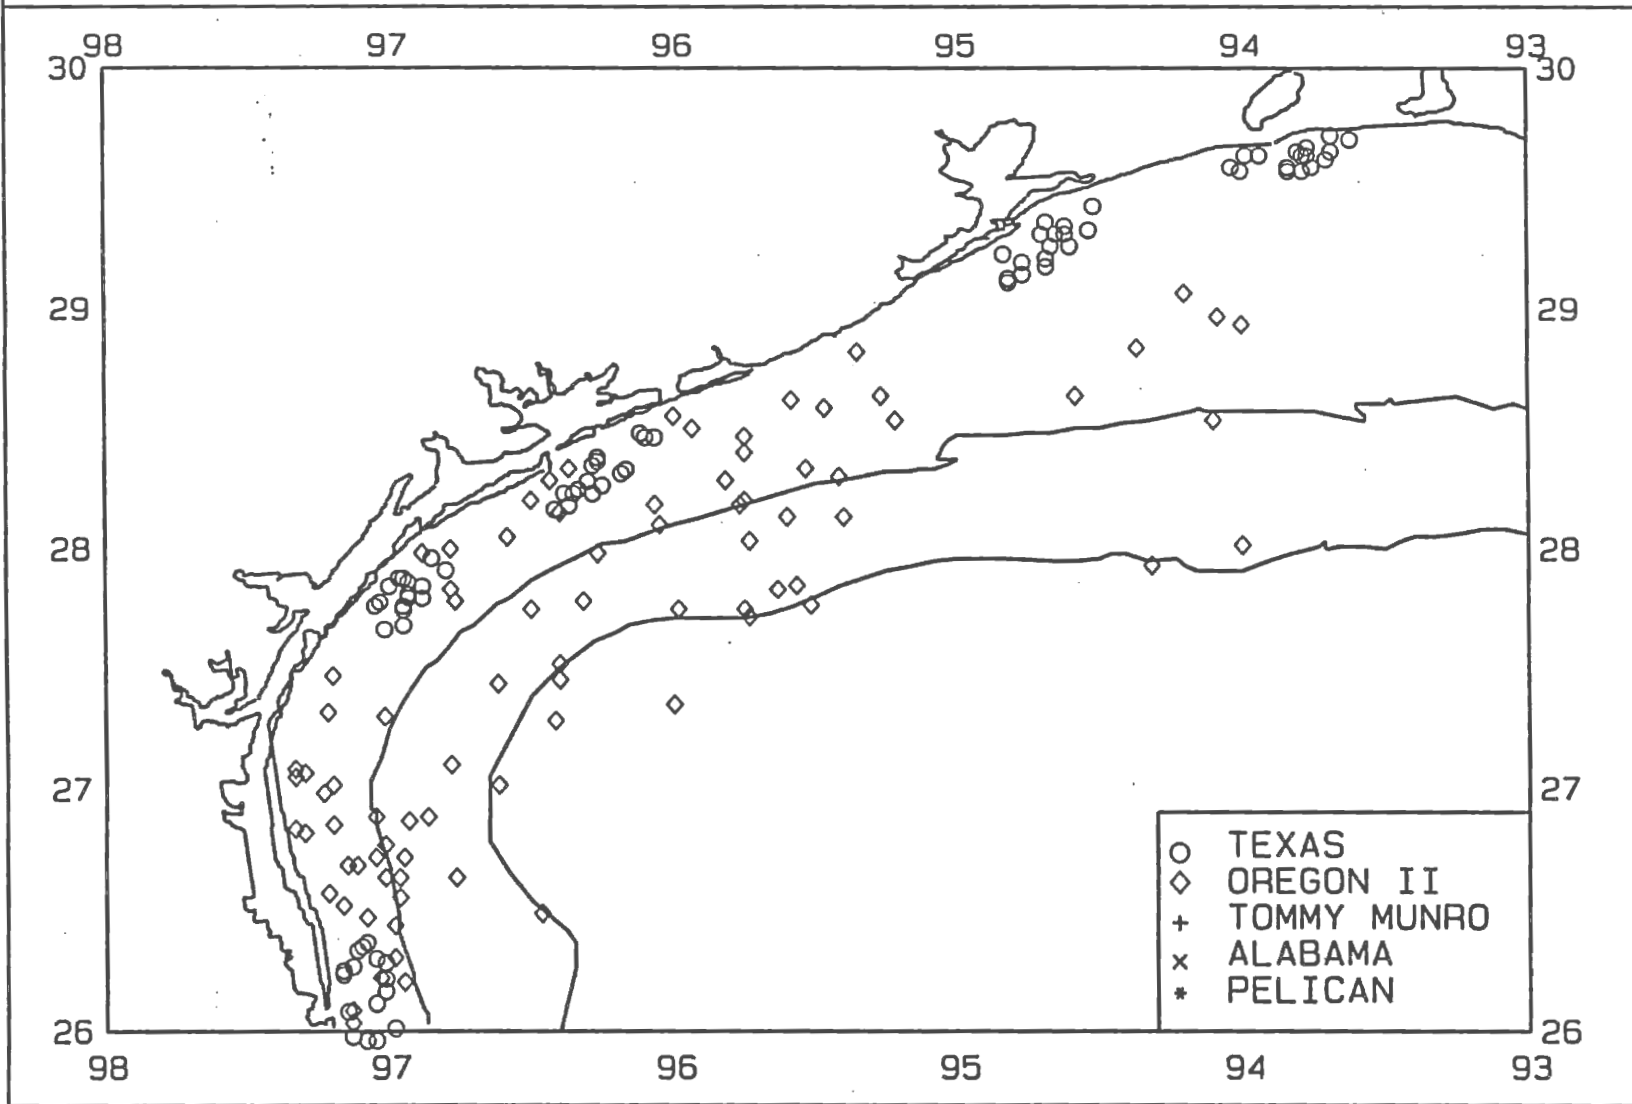 98 97 96 95 94 93
30 30
29 29
28 28
27 27
TEXAS
OREGON II
TOMMY MUNRO
ALABAMA
PELICAN
26 26
98 97 96 95 94 93